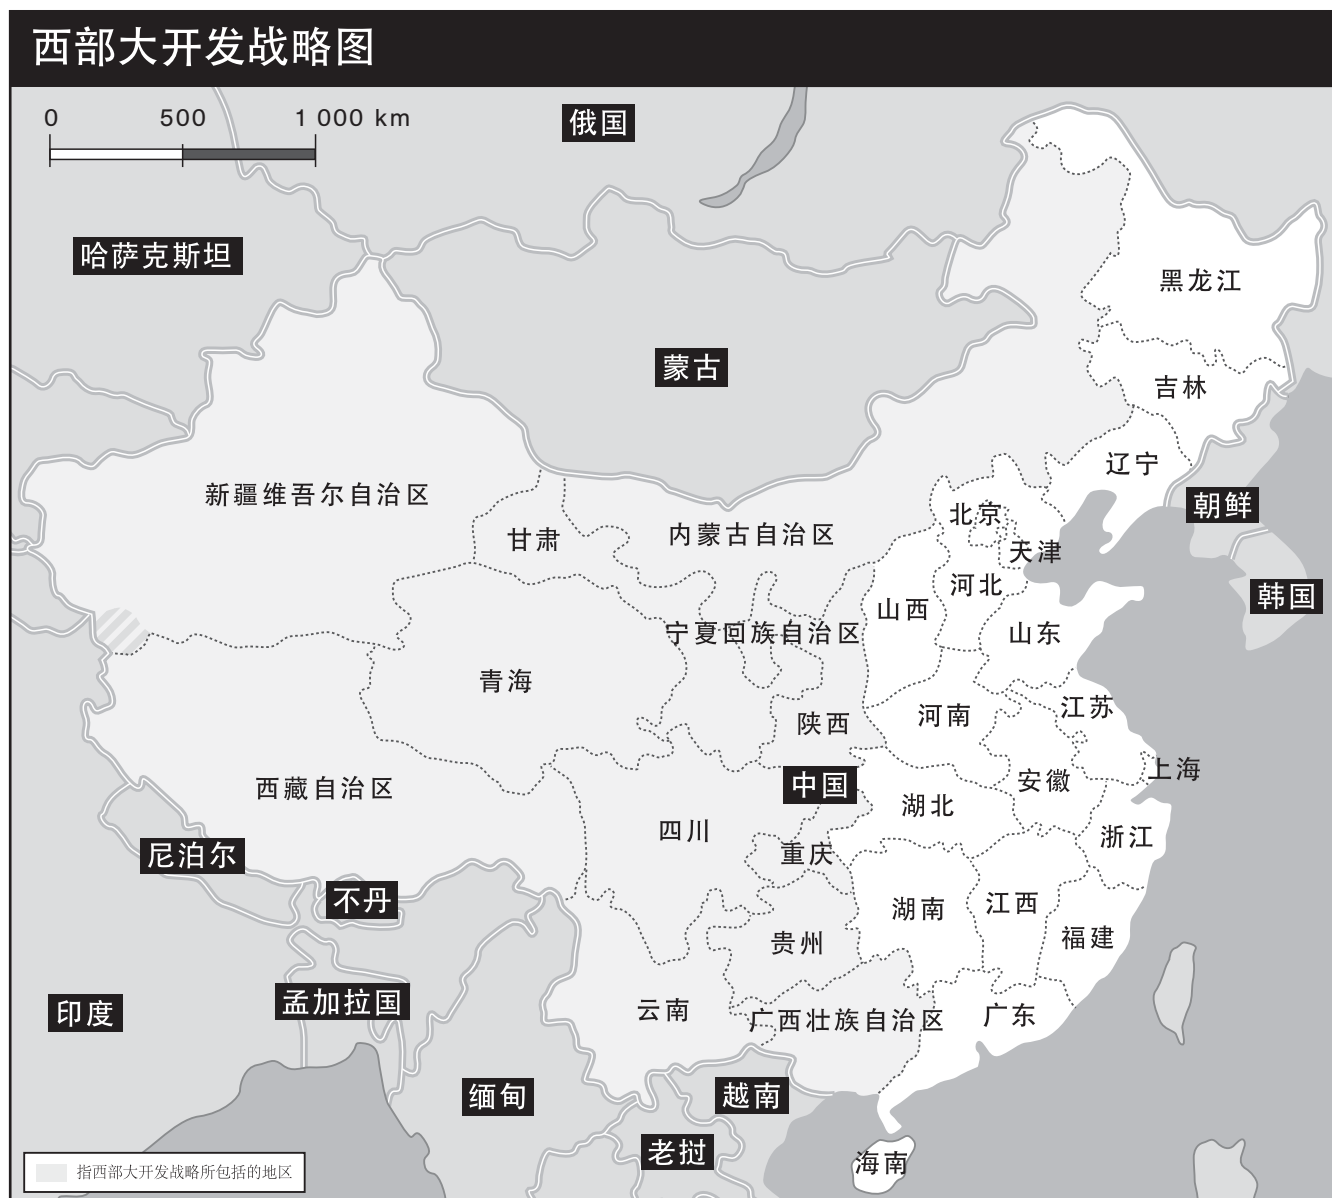 西部大开发战略图
0 500 1 000 km
俄国
哈萨克斯坦
黑龙江
蒙古
吉林
辽宁
新疆维吾尔自治区
朝鲜
北京
甘肃
内蒙古自治区
天津
河北
韩国
山西
宁夏回族自治区
山东
青海
江苏
河南
陕西
上海
安徽
中国
西藏自治区
湖北
四川
浙江
尼泊尔
重庆
不丹
江西
湖南
福建
贵州
孟加拉国
印度
云南
广西壮族自治区
广东
缅甸
越南
老挝
海南
指西部大开发战略所包括的地区